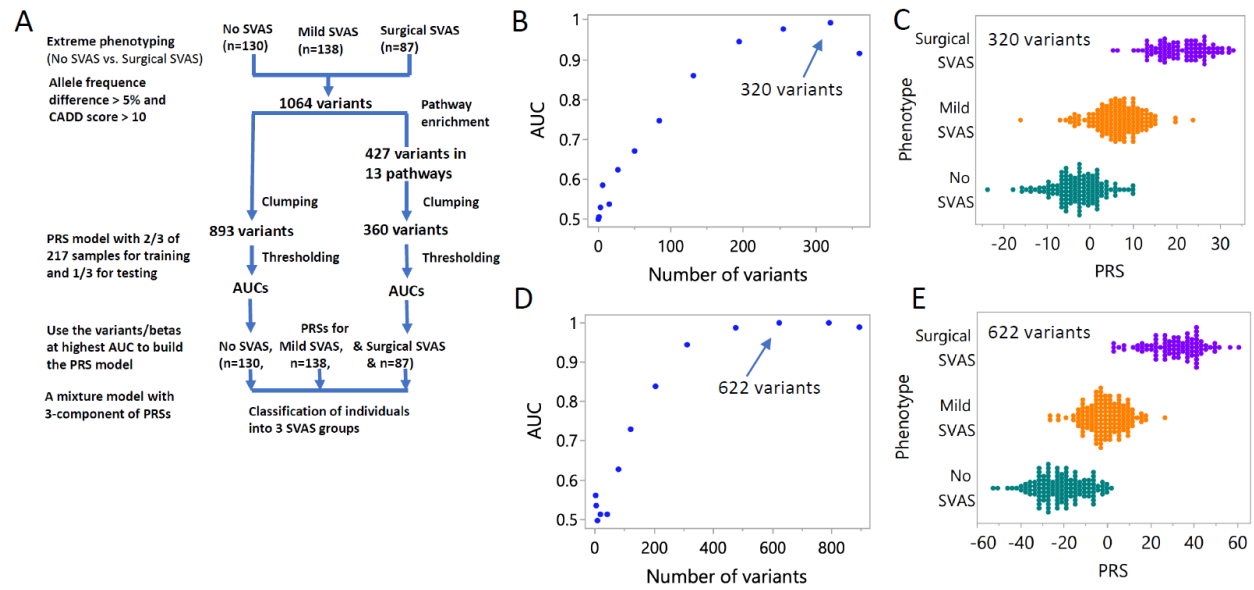 A
Extreme phenotyping
(No SVAS vs. Surgical SVAS)
No SVAS
(n=130)
Mild SVAS
(n=138)
Surgical SVAS
(n=87)
Allele frequence
difference > 5% and
CADD score > 10
1064 variants
Pathway
enrichment
427 variants in
13 pathways
Clumping
Clumping
893 variants
360 variants
PRS model with 2/3 of
217 samples for training
and 1/3 for testing
Thresholding
Thresholding
AUCs
AUCs
Use the variants/betas
at highest AUC to build
the PRS model
PRSs for
No SVAS,
(n=130,
Mild SVAS,
n=138,
& Surgical SVAS
& n=87)
A mixture model with
3-component of PRSs
Classification of individuals
into 3 SVAS groups
B
AUC
1
0.9
0.8
0.7
0.6
0.5
320 variants
0
100
200
300
Number of variants
C
Phenotype
Surgical
SVAS
Mild
SVAS
No
SVAS
320 variants
-20
-10
0
10
20
30
PRS
D
AUC
1
0.9
0.8
0.7
0.6
0.5
622 variants
0
200
400
600
800
Number of variants
E
Phenotype
Surgical
SVAS
Mild
SVAS
No
SVAS
622 variants
-60
-40
-20
0
20
40
60
PRS